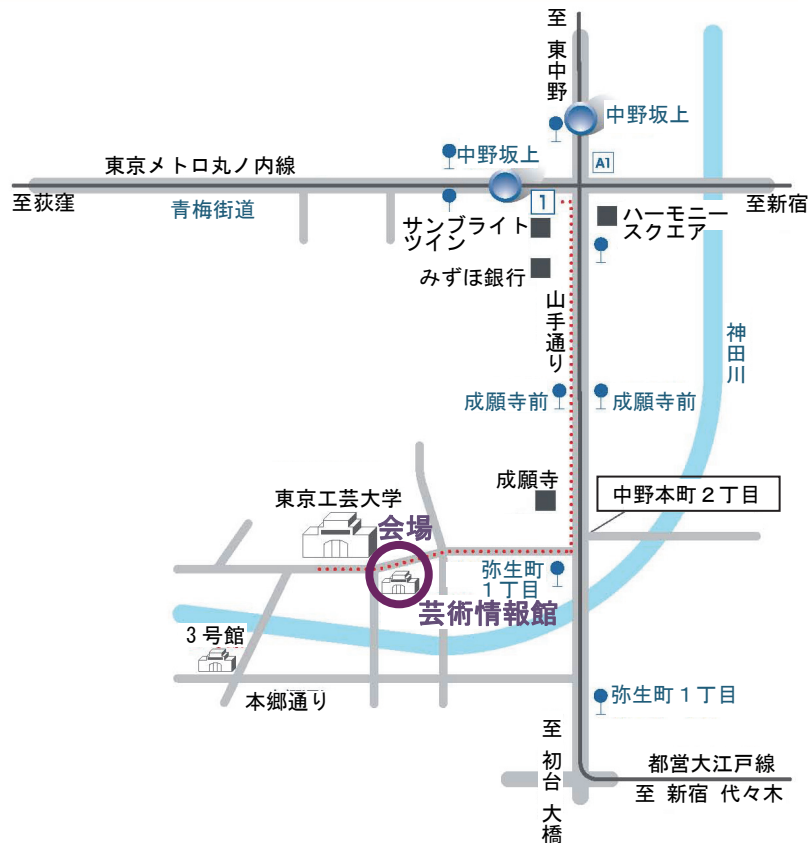 至 東中野
中野坂上
中野坂上
A1
東京メトロ丸ノ内線
至荻窪
青梅街道
1
至新宿
サンブライト
ツイン
ハーモニー
スクエア
みずほ銀行
山手通り
神田川
成願寺前
成願寺前
成願寺
中野本町2丁目
東京工芸大学
会場
弥生町
1丁目
芸術情報館
3号館
本郷通り
弥生町1丁目
至 初台 大橋
都営大江戸線
至 新宿 代々木